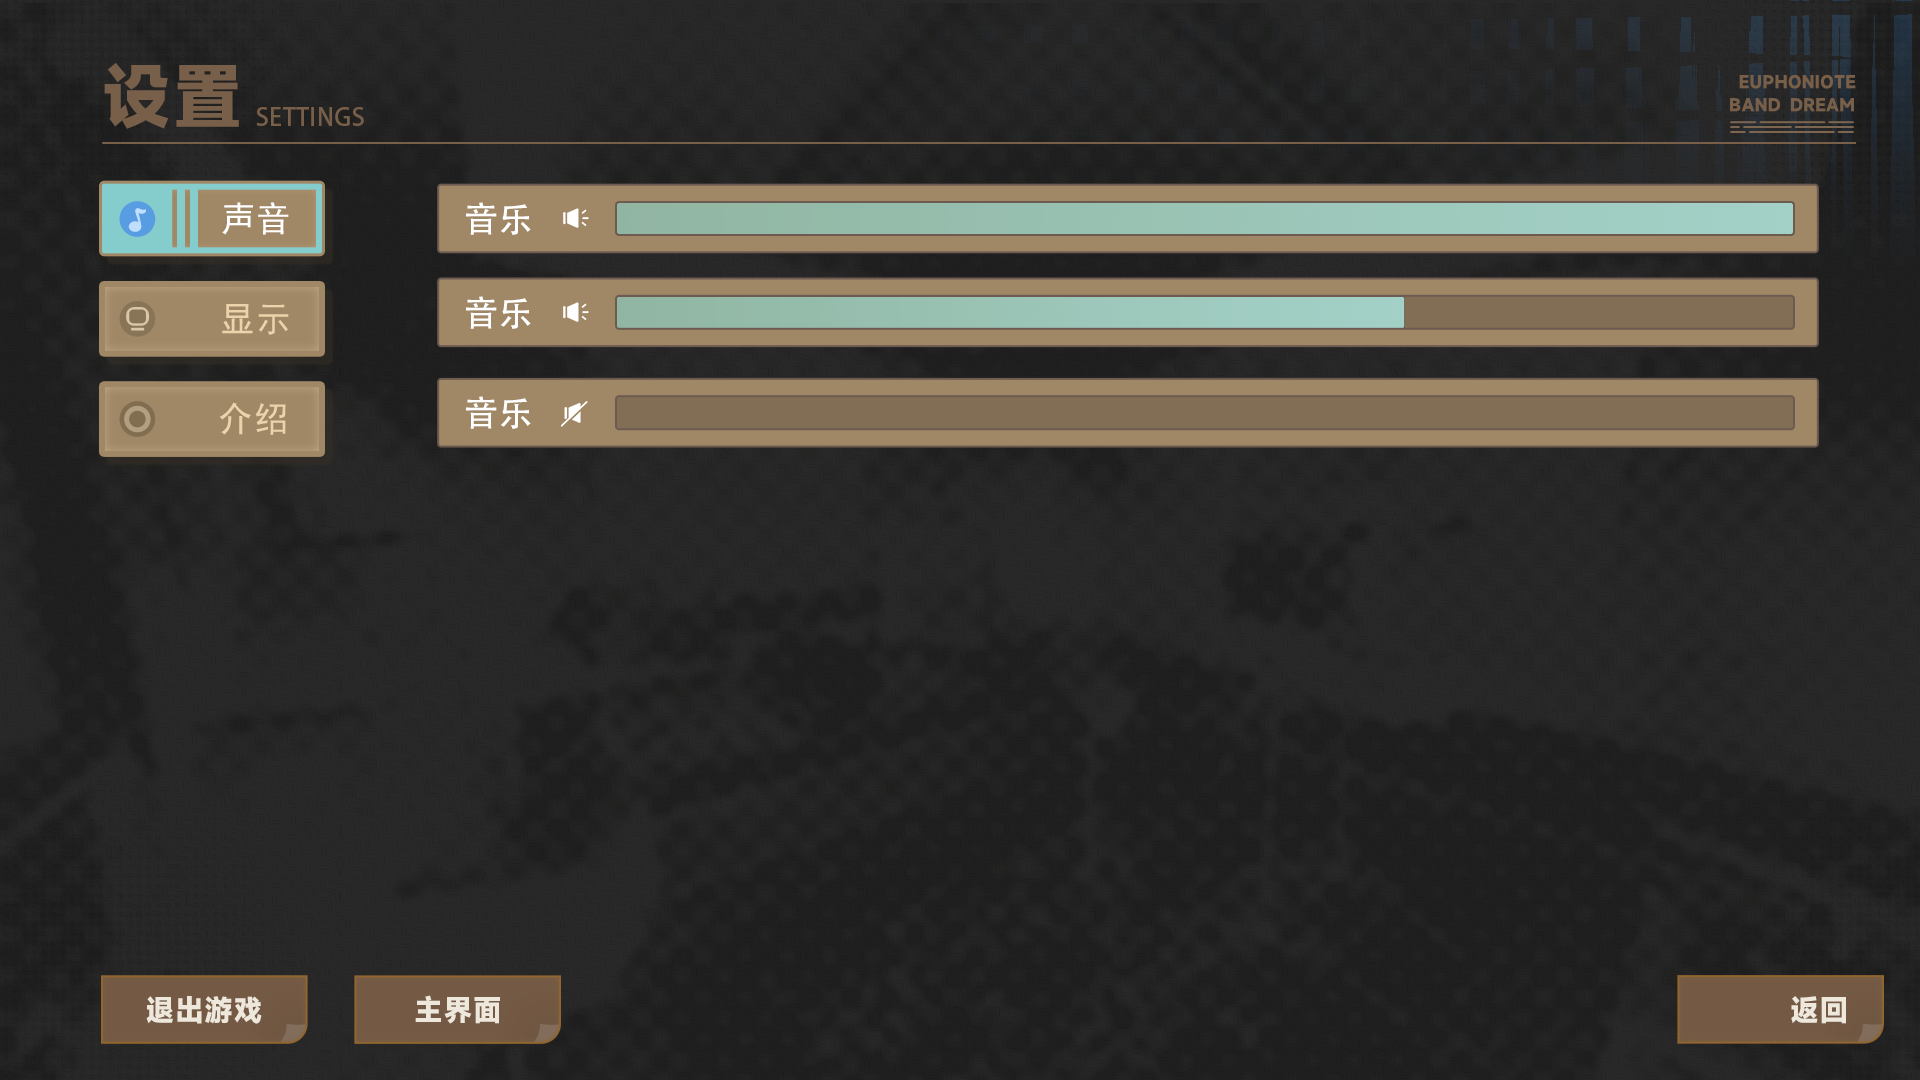 设置 SETTINGS
EUPHONIOTE
BAND DREAM
声音
显示
介绍
音乐
音乐
音乐
退出游戏
主界面
返回